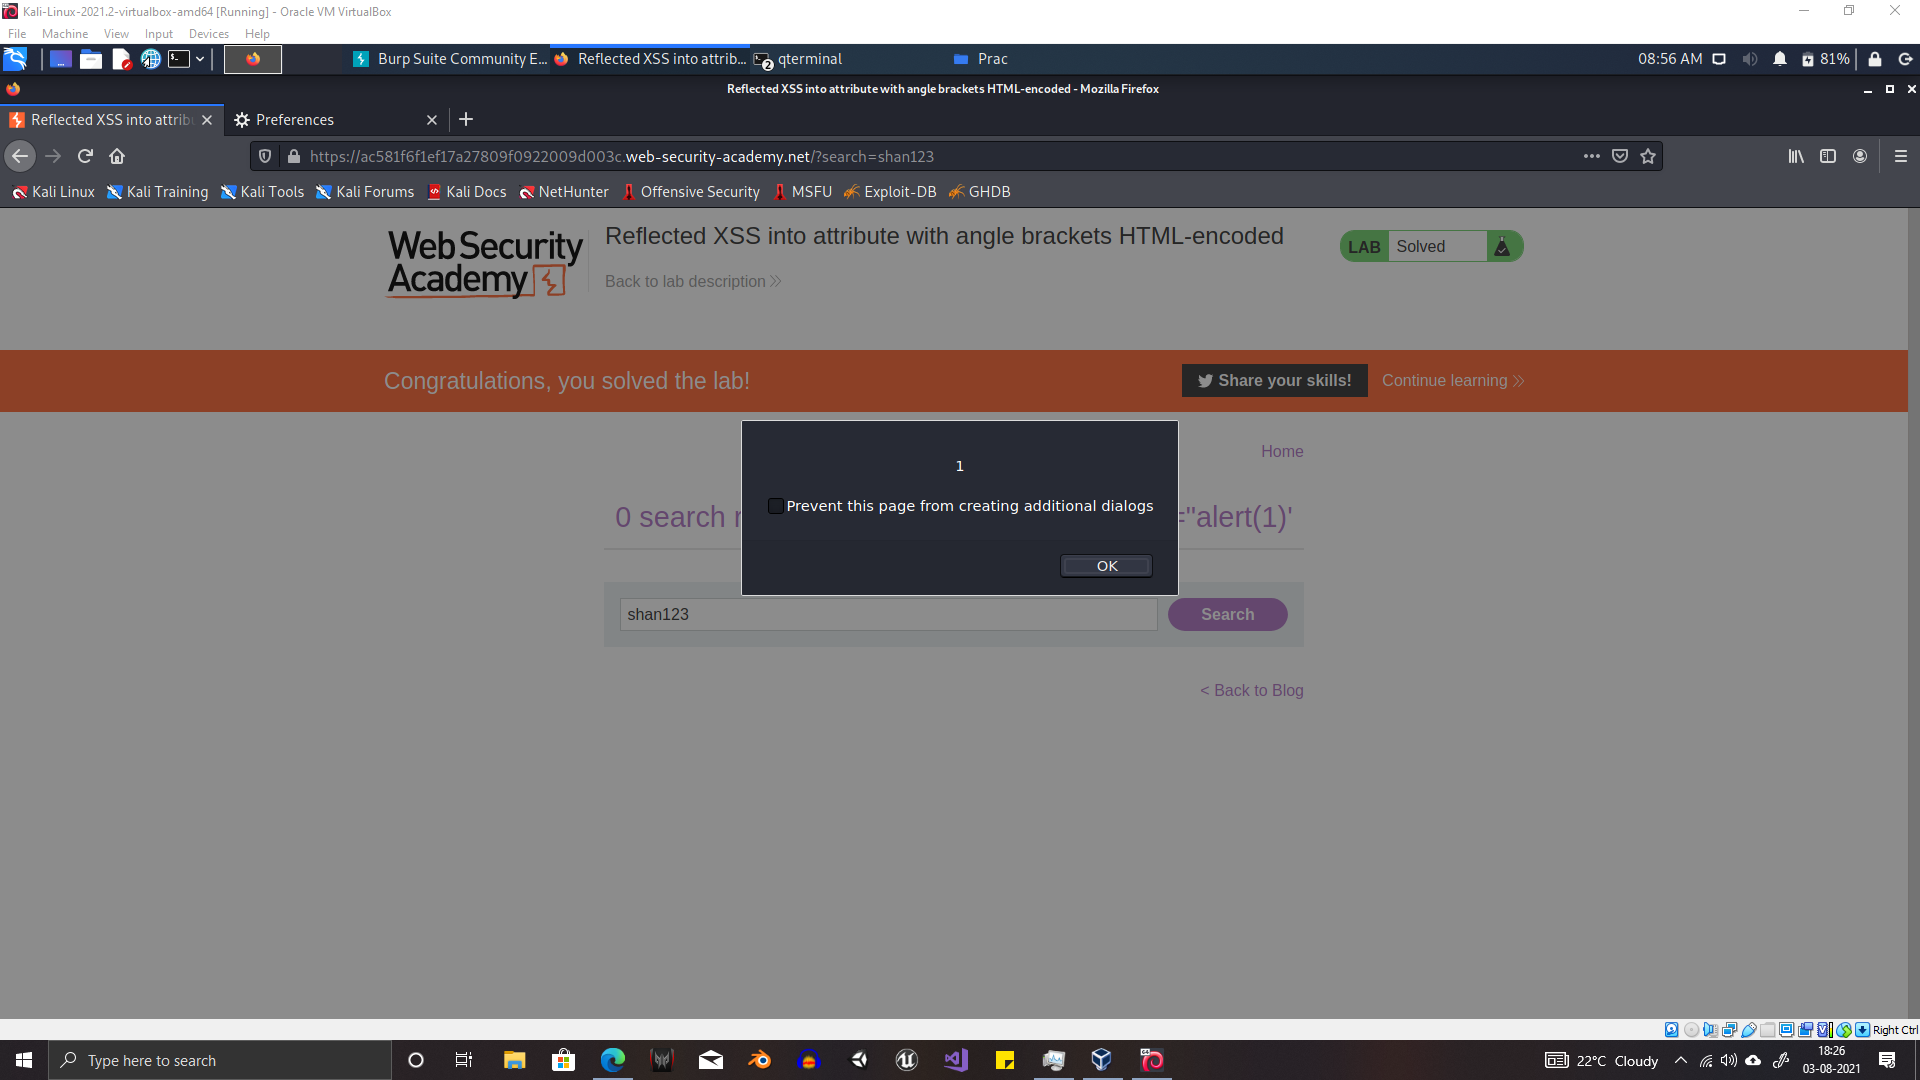 Kali-Linux-2021.2-virtualbox-amd64 [Running] - Oracle VM VirtualBox
File Machine View Input Devices Help
Burp Suite Community E... Reflected XSS into attrib... 2 qterminal Prac 08:56 AM 81%
Reflected XSS into attribute with angle brackets HTML-encoded - Mozilla Firefox
Reflected XSS into attrib Preferences
https://ac581f6f1ef17a27809f0922009d003c.web-security-academy.net/?search=shan123
Kali Linux Kali Training Kali Tools Kali Forums Kali Docs NetHunter Offensive Security MSFU Exploit-DB GHDB
Web Security
Academy
Reflected XSS into attribute with angle brackets HTML-encoded
LAB Solved
Back to lab description
Congratulations, you solved the lab!
Share your skills! Continue learning
Home
1
Prevent this page from creating additional dialogs
0 search r ="alert(1)'
OK
shan123
Search
< Back to Blog
Right Ctrl
Type here to search
22°C Cloudy
18:26
03-08-2021